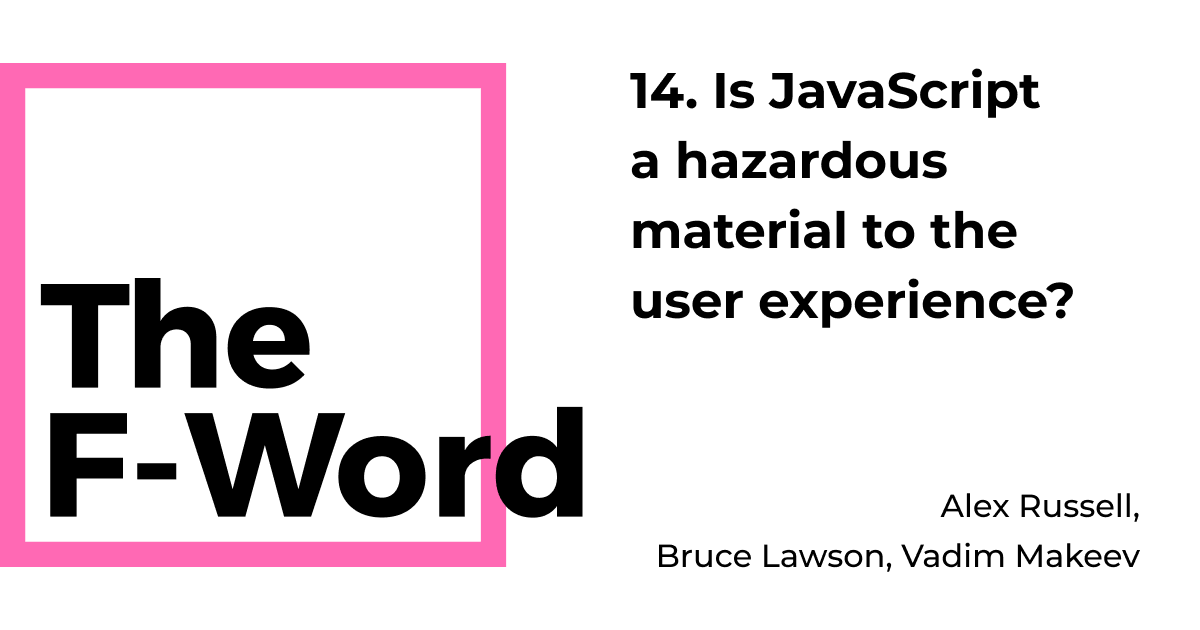 The
F-Word
14. Is JavaScript
a hazardous
material to the
user experience?
Alex Russell,
Bruce Lawson, Vadim Makeev